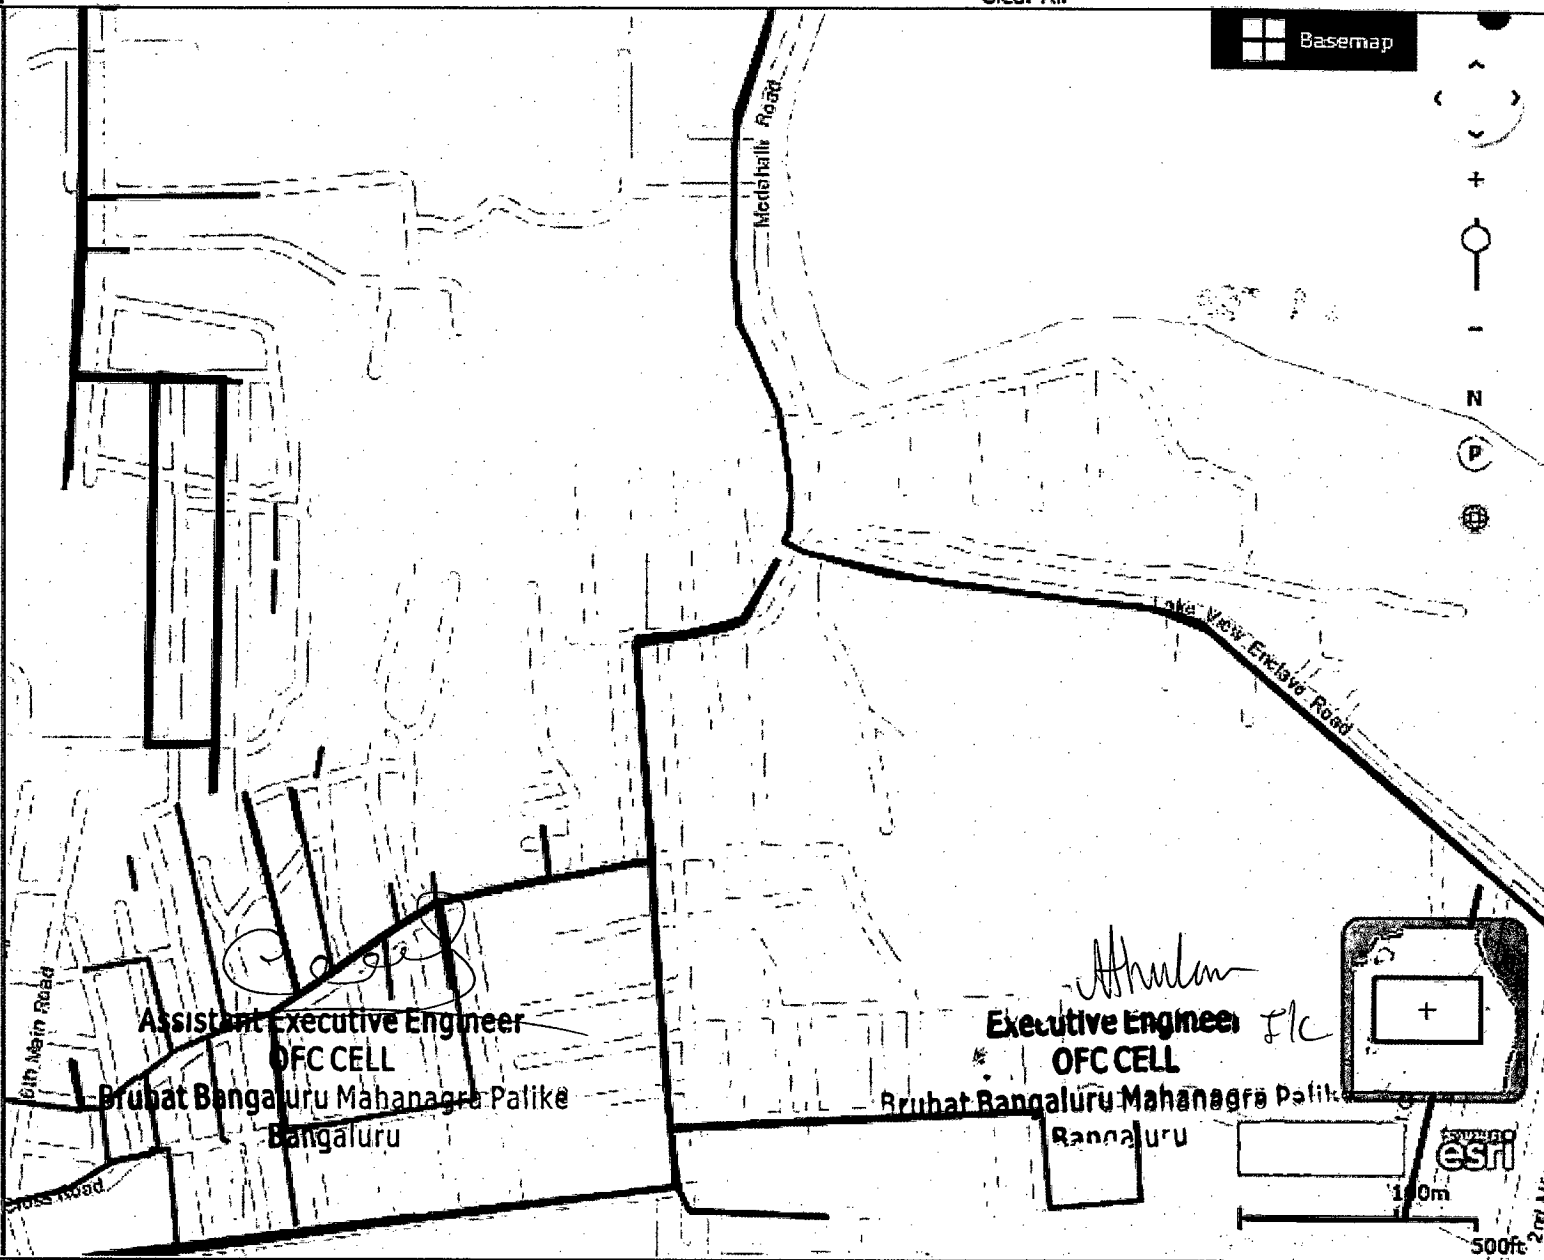 Basemap
Medahalli Road
N
P
Lake View Enclave Road
Main Road
Assistant Executive Engineer
OFC CELL
Bruhat Bangaluru Mahanagra Palike
Bangaluru
Executive Engineer I/c
OFC CELL
Bruhat Bangaluru Mahanagra Palike
Bangaluru
esri
Cross Road
100m
500ft